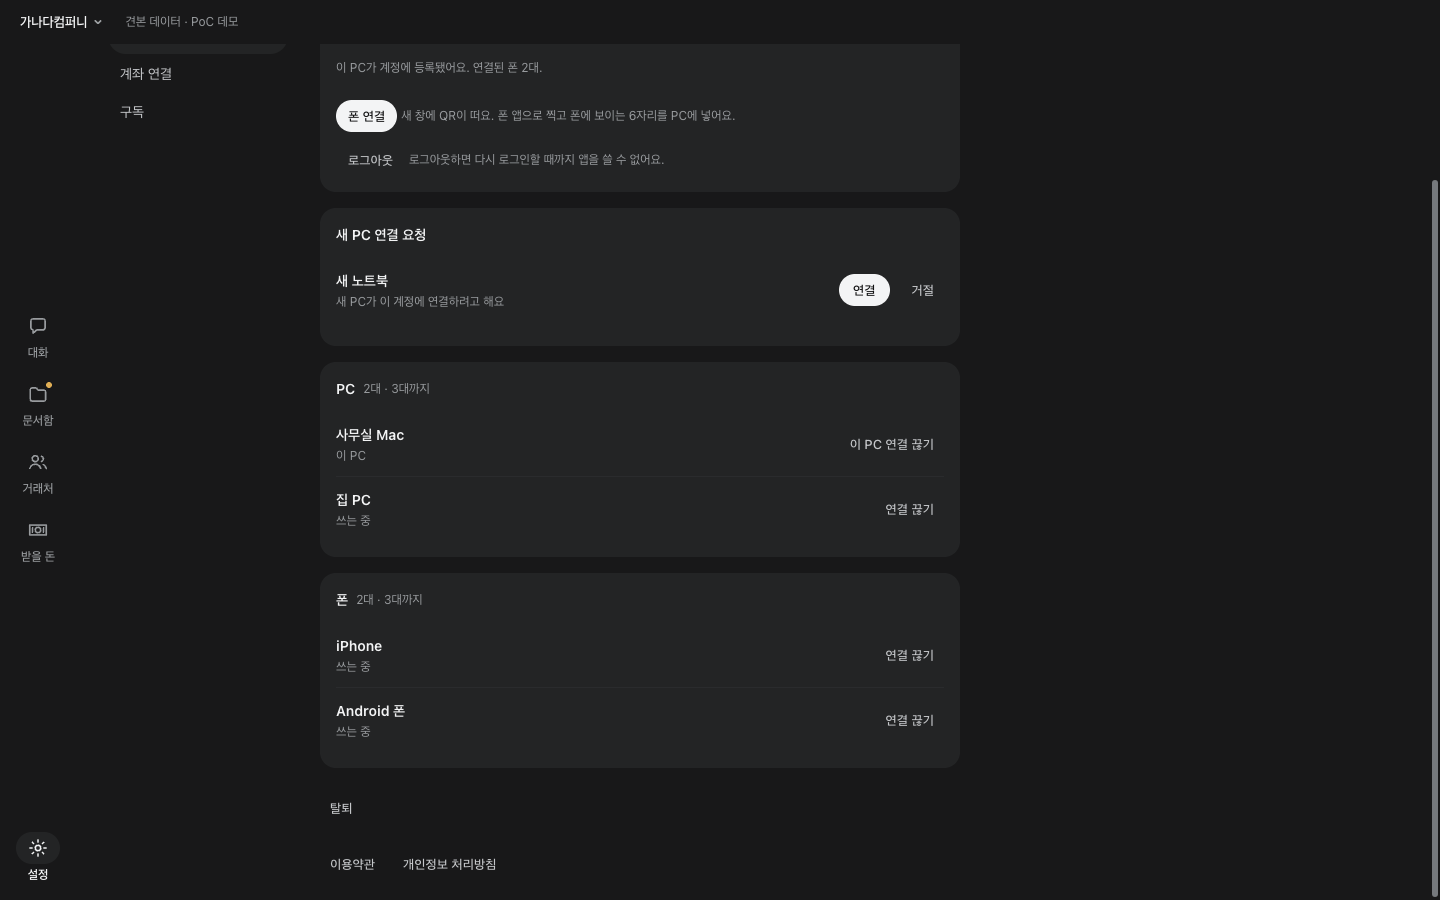 가나다컴퍼니
견본 데이터 · PoC 데모
계좌 연결
구독
이 PC가 계정에 등록됐어요. 연결된 폰 2대.
폰 연결 새 창에 QR이 떠요. 폰 앱으로 찍고 폰에 보이는 6자리를 PC에 넣어요.
로그아웃 로그아웃하면 다시 로그인할 때까지 앱을 쓸 수 없어요.
새 PC 연결 요청
새 노트북
새 PC가 이 계정에 연결하려고 해요
연결 거절
대화
문서함
거래처
받을 돈
PC 2대 · 3대까지
사무실 Mac
이 PC
이 PC 연결 끊기
집 PC
쓰는 중
연결 끊기
폰 2대 · 3대까지
iPhone
쓰는 중
연결 끊기
Android 폰
쓰는 중
연결 끊기
탈퇴
이용약관 개인정보 처리방침
설정